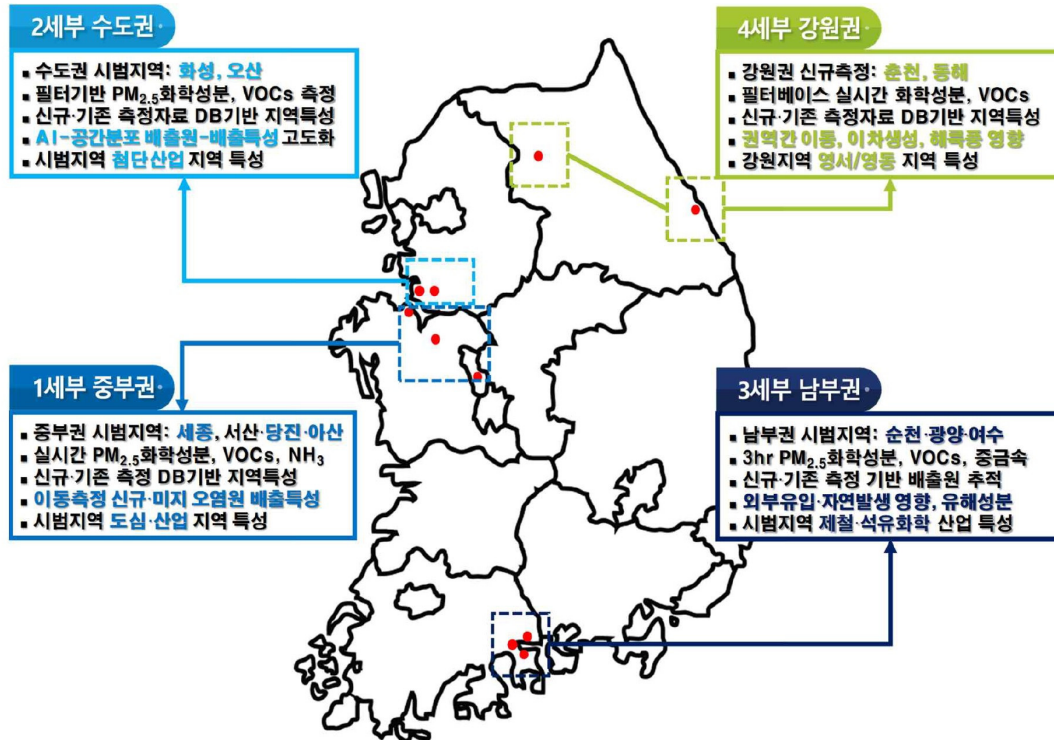 2세부 수도권
▪ 수도권 시범지역: 화성, 오산
▪ 필터기반 PM2.5화학성분, VOCs 측정
▪ 신규·기존 측정자료 DB기반 지역특성
▪ AI-공간분포 배출원-배출특성 고도화
▪ 시범지역 첨단산업 지역 특성
4세부 강원권
▪ 강원권 신규측정: 춘천, 동해
▪ 필터베이스 실시간 화학성분, VOCs
▪ 신규·기존 측정자료 DB기반 지역특성
▪ 권역간 이동, 이차생성, 해륙풍 영향
▪ 강원지역 영서/영동 지역 특성
1세부 중부권
▪ 중부권 시범지역: 세종, 서산·당진·아산
▪ 실시간 PM2.5화학성분, VOCs, NH3
▪ 신규·기존 측정 DB기반 지역특성
▪ 이동측정 신규·미지 오염원 배출특성
▪ 시범지역 도심·산업 지역 특성
3세부 남부권
▪ 남부권 시범지역: 순천·광양·여수
▪ 3hr PM2.5화학성분, VOCs, 중금속
▪ 신규·기존 측정 기반 배출원 추적
▪ 외부유입·자연발생 영향, 유해성분
▪ 시범지역 제철·석유화학 산업 특성